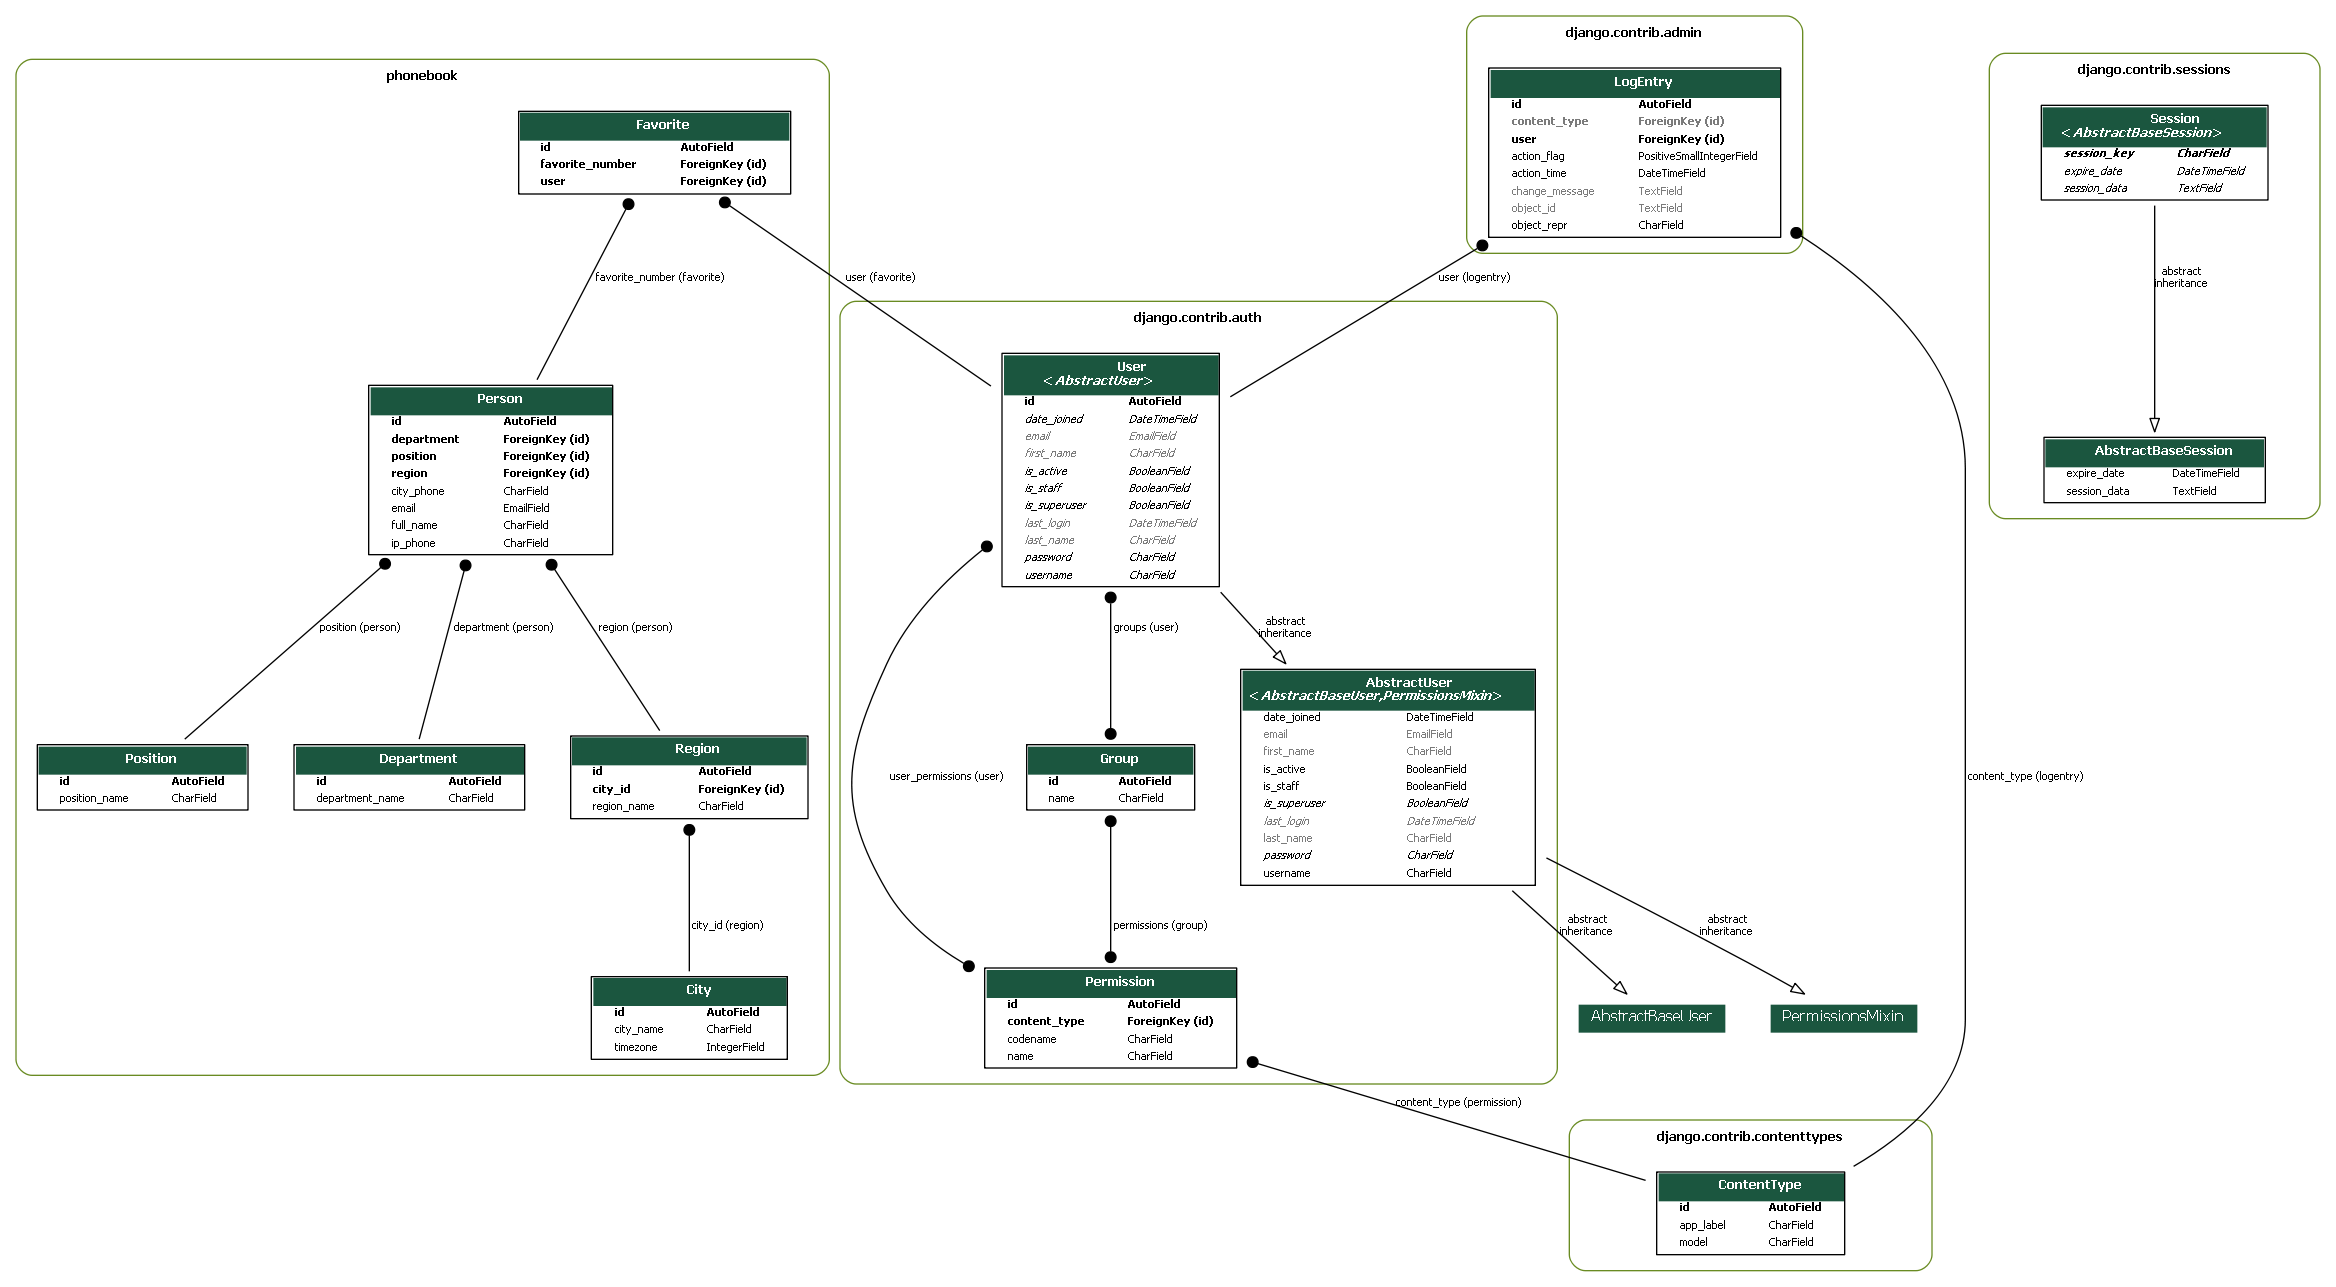 phonebook
Favorite
id AutoField
favorite_number ForeignKey (id)
user ForeignKey (id)
favorite_number (favorite)
user (favorite)
Person
id AutoField
department ForeignKey (id)
position ForeignKey (id)
region ForeignKey (id)
city_phone CharField
email EmailField
full_name CharField
ip_phone CharField
position (person)
department (person)
region (person)
Position
id AutoField
position_name CharField
Department
id AutoField
department_name CharField
Region
id AutoField
city_id ForeignKey (id)
region_name CharField
city_id (region)
City
id AutoField
city_name CharField
timezone IntegerField
django.contrib.admin
LogEntry
id AutoField
content_type ForeignKey (id)
user ForeignKey (id)
action_flag PositiveSmallIntegerField
action_time DateTimeField
change_message TextField
object_id TextField
object_repr CharField
user (logentry)
content_type (logentry)
django.contrib.auth
User
<AbstractUser>
id AutoField
date_joined DateTimeField
email EmailField
first_name CharField
is_active BooleanField
is_staff BooleanField
is_superuser BooleanField
last_login DateTimeField
last_name CharField
password CharField
username CharField
groups (user)
abstract
inheritance
user_permissions (user)
AbstractUser
<AbstractBaseUser,PermissionsMixin>
date_joined DateTimeField
email EmailField
first_name CharField
is_active BooleanField
is_staff BooleanField
is_superuser BooleanField
last_login DateTimeField
last_name CharField
password CharField
username CharField
Group
id AutoField
name CharField
permissions (group)
Permission
id AutoField
content_type ForeignKey (id)
codename CharField
name CharField
abstract
inheritance
abstract
inheritance
AbstractBaseUser
PermissionsMixin
content_type (permission)
django.contrib.contenttypes
ContentType
id AutoField
app_label CharField
model CharField
django.contrib.sessions
Session
<AbstractBaseSession>
session_key CharField
expire_date DateTimeField
session_data TextField
abstract
inheritance
AbstractBaseSession
expire_date DateTimeField
session_data TextField